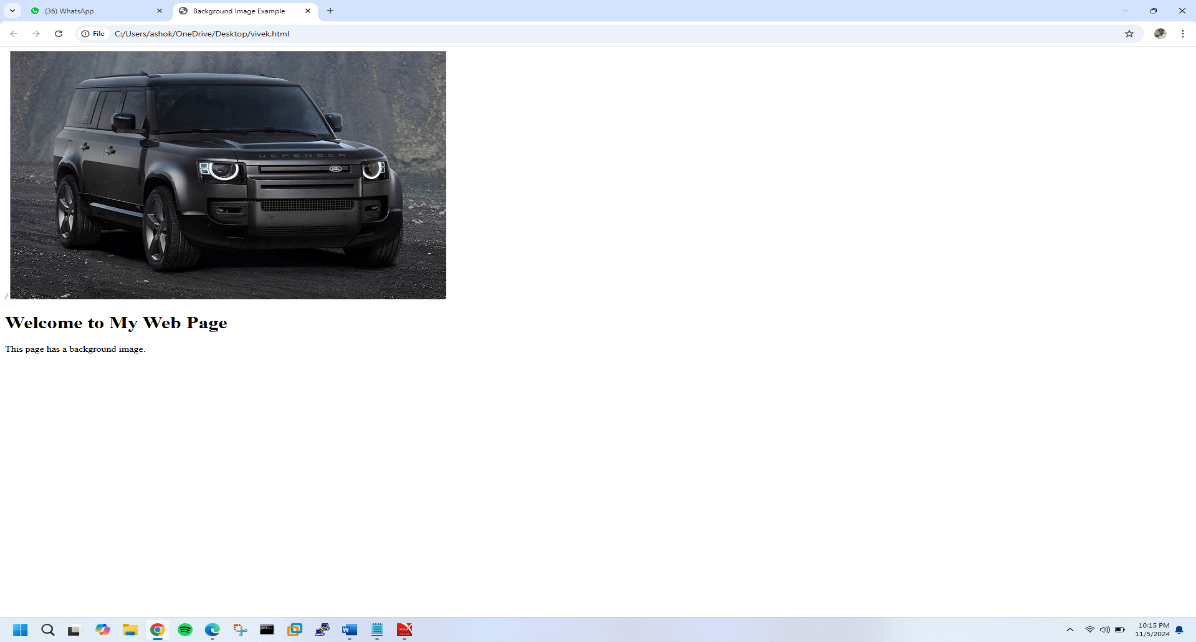 (36) WhatsApp
Background Image Example
File
C:/Users/ashok/OneDrive/Desktop/vivek.html
DEFENDER
/
Welcome to My Web Page
This page has a background image.
10:15 PM
11/5/2024